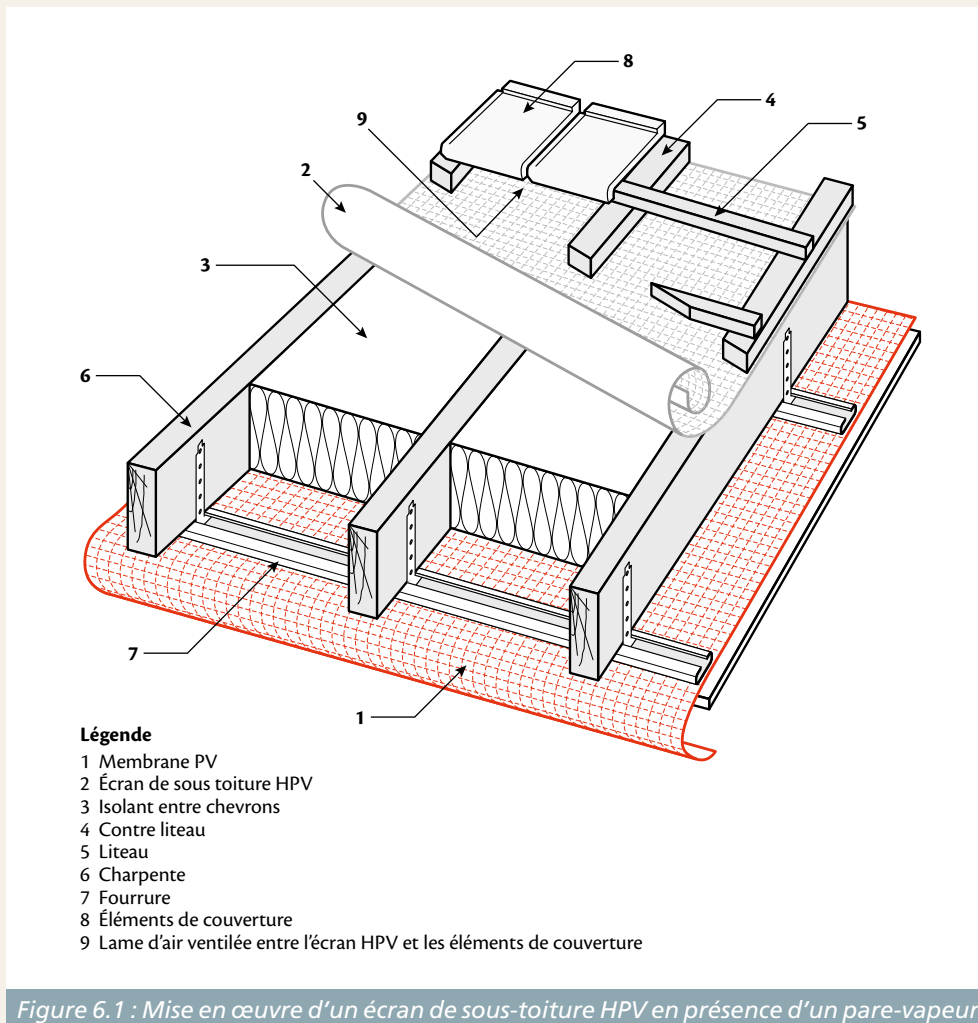 8
4
9
5
2
3
6
7
1
Légende
1 Membrane PV
2 Écran de sous toiture HPV
3 Isolant entre chevrons
4 Contre liteau
5 Liteau
6 Charpente
7 Fourrure
8 Éléments de couverture
9 Lame d’air ventilée entre l’écran HPV et les éléments de couverture
Figure 6.1 : Mise en œuvre d’un écran de sous-toiture HPV en présence d’un pare-vapeur